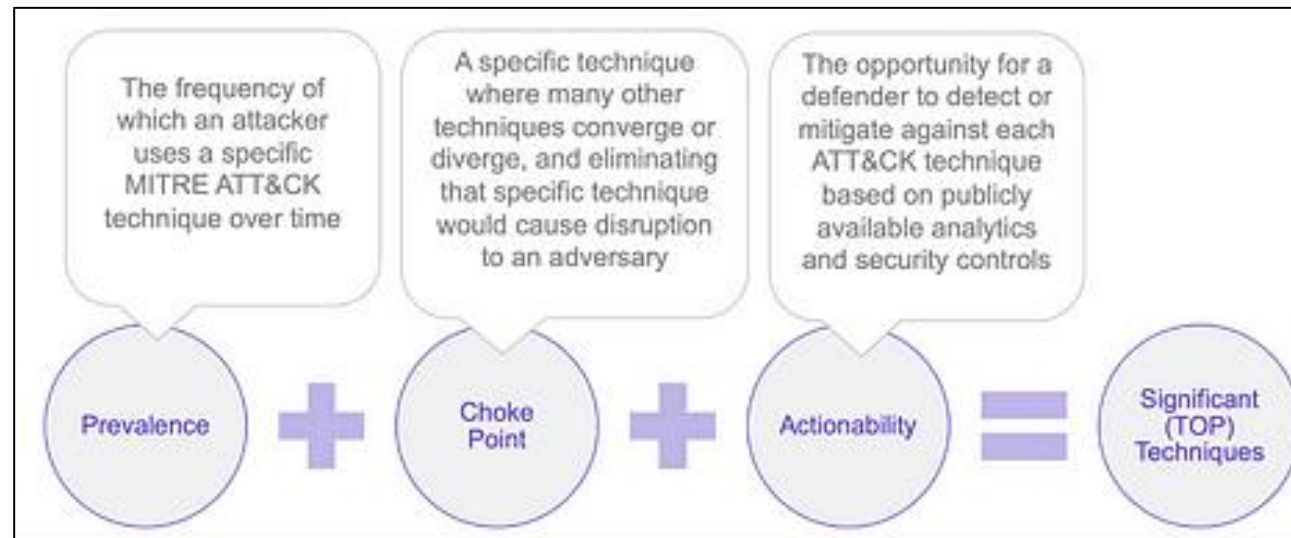 The frequency of
which an attacker
uses a specific
MITRE ATT&CK
technique over time
A specific technique
where many other
techniques converge or
diverge, and eliminating
that specific technique
would cause disruption
to an adversary
The opportunity for a
defender to detect or
mitigate against each
ATT&CK technique
based on publicly
available analytics
and security controls
Prevalence
Choke
Point
Actionability
Significant
(TOP)
Techniques